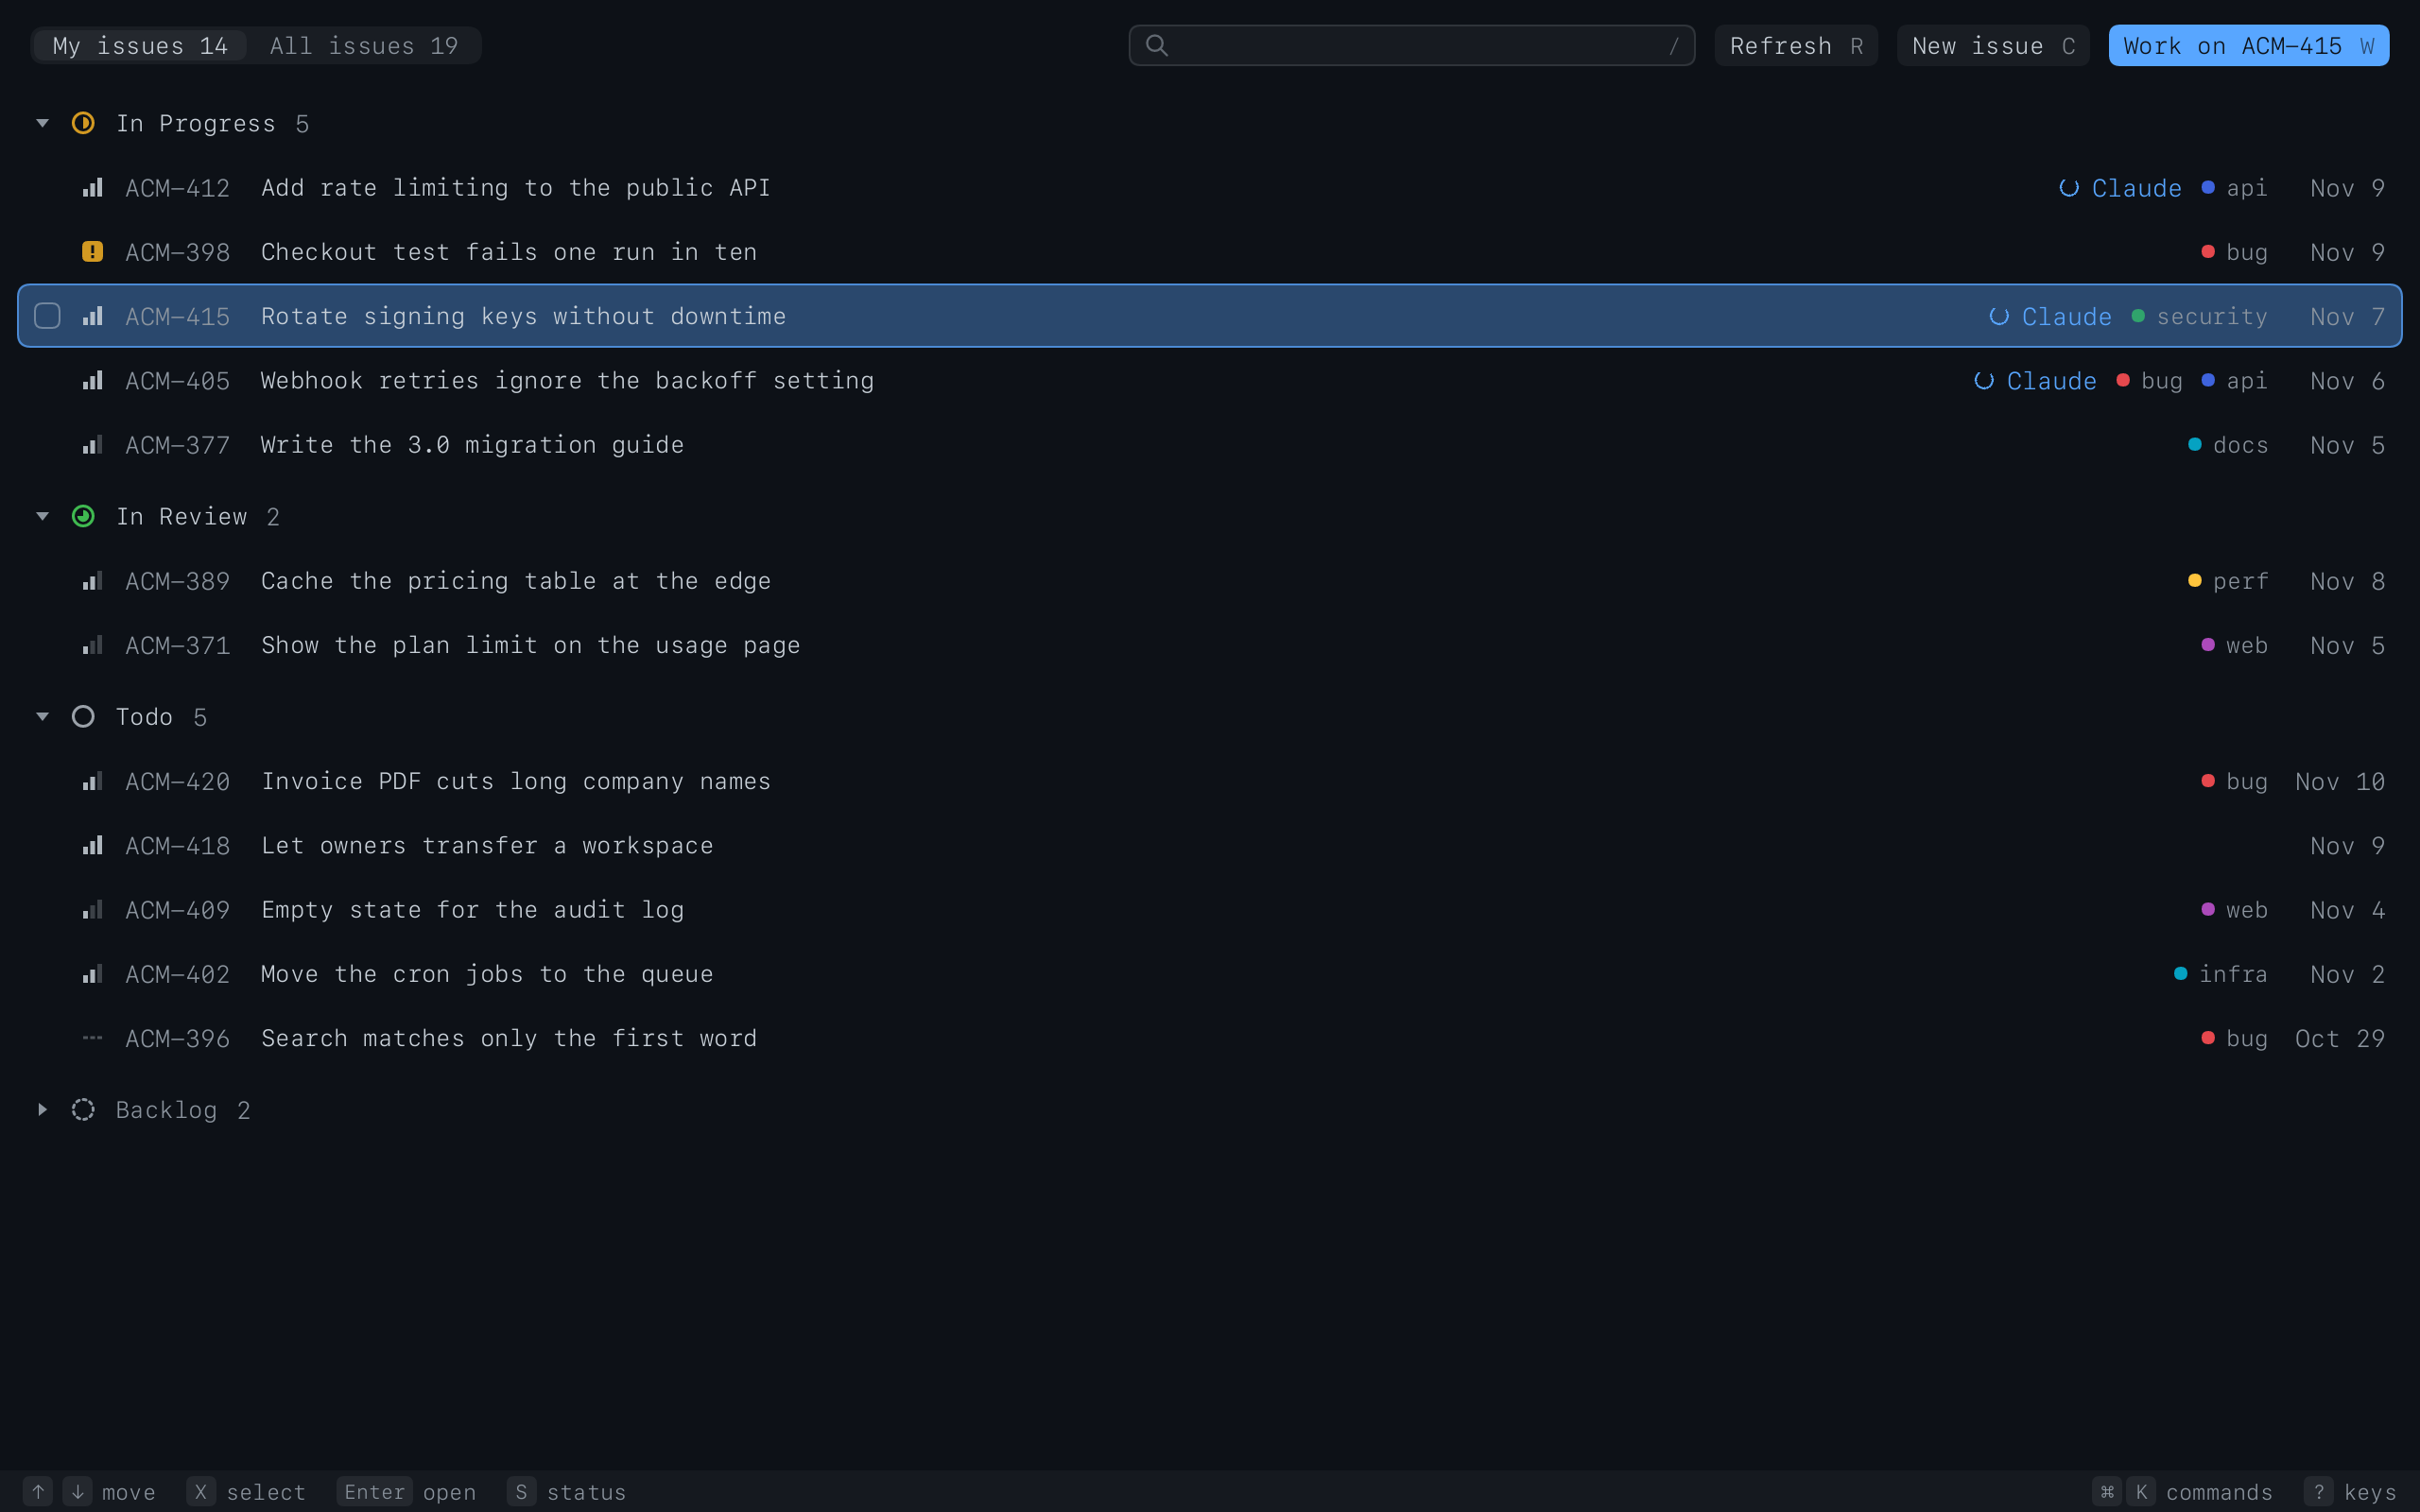 My issues 14 All issues 19 / Refresh R New issue C Work on ACM-415 W
In Progress 5
ACM-412 Add rate limiting to the public API Claude api Nov 9
ACM-398 Checkout test fails one run in ten bug Nov 9
ACM-415 Rotate signing keys without downtime Claude security Nov 7
ACM-405 Webhook retries ignore the backoff setting Claude bug api Nov 6
ACM-377 Write the 3.0 migration guide docs Nov 5
In Review 2
ACM-389 Cache the pricing table at the edge perf Nov 8
ACM-371 Show the plan limit on the usage page web Nov 5
Todo 5
ACM-420 Invoice PDF cuts long company names bug Nov 10
ACM-418 Let owners transfer a workspace Nov 9
ACM-409 Empty state for the audit log web Nov 4
ACM-402 Move the cron jobs to the queue infra Nov 2
ACM-396 Search matches only the first word bug Oct 29
Backlog 2
↑ ↓ move X select Enter open S status ⌘ K commands ? keys